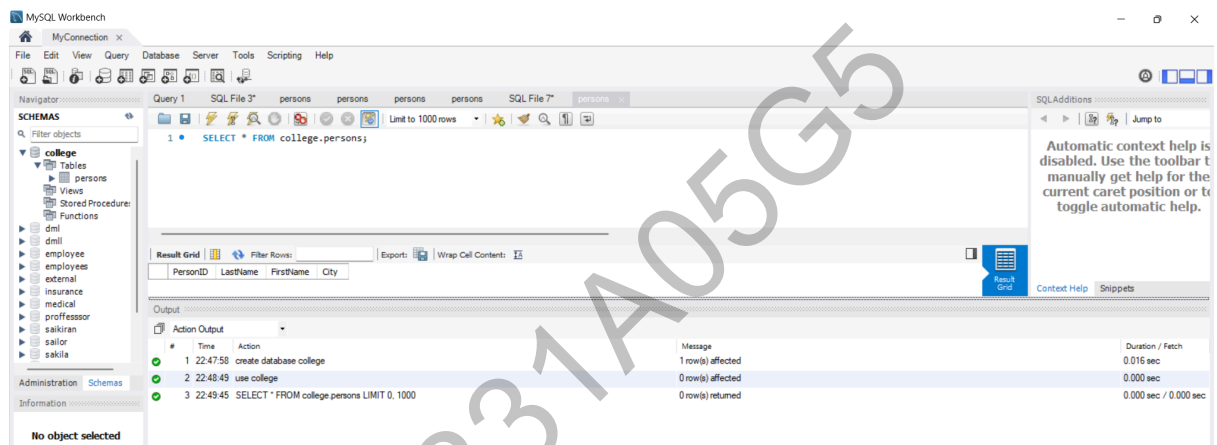 MySQL Workbench
MyConnection ×
File Edit View Query Database Server Tools Scripting Help
Navigator
Query 1 SQL File 3* persons persons persons persons SQL File 7* persons ×
SQLAdditions
SCHEMAS
Limit to 1000 rows
Jump to
Filter objects
1 SELECT * FROM college.persons;
college
Tables
persons
Views
Stored Procedures
Functions
dml
dmll
employee
employees
external
insurance
medical
proffesssor
saikiran
sailor
sakila
Automatic context help is
disabled. Use the toolbar t
manually get help for the
current caret position or to
toggle automatic help.
Result Grid Filter Rows: Export: Wrap Cell Content:
PersonID LastName FirstName City
Result
Grid
Context Help Snippets
Output
Action Output
# Time Action Message Duration / Fetch
1 22:47:58 create database college 1 row(s) affected 0.016 sec
2 22:48:49 use college 0 row(s) affected 0.000 sec
3 22:49:45 SELECT * FROM college.persons LIMIT 0, 1000 0 row(s) returned 0.000 sec / 0.000 sec
Administration Schemas
Information
No object selected
31A05G5